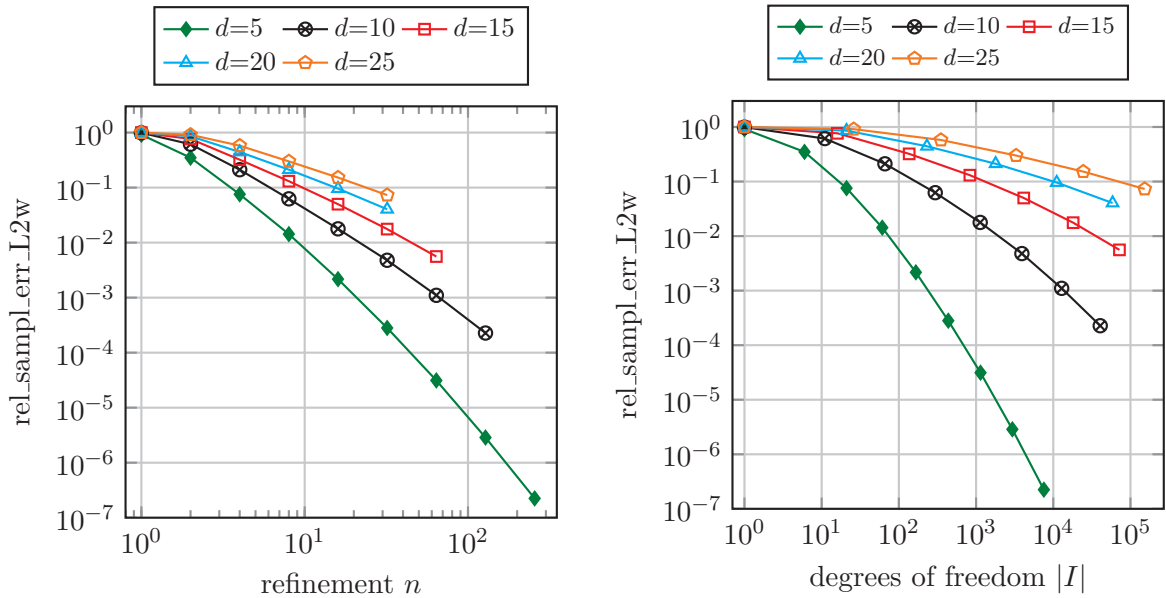 d=5 d=10 d=15
d=20 d=25
10^0
10^−1
10^−2
10^−3
10^−4
10^−5
10^−6
10^−7
rel_sampl_err_L2w
10^0 10^1 10^2
refinement n
d=5 d=10 d=15
d=20 d=25
10^0
10^−1
10^−2
10^−3
10^−4
10^−5
10^−6
10^−7
rel_sampl_err_L2w
10^0 10^1 10^2 10^3 10^4 10^5
degrees of freedom |I|